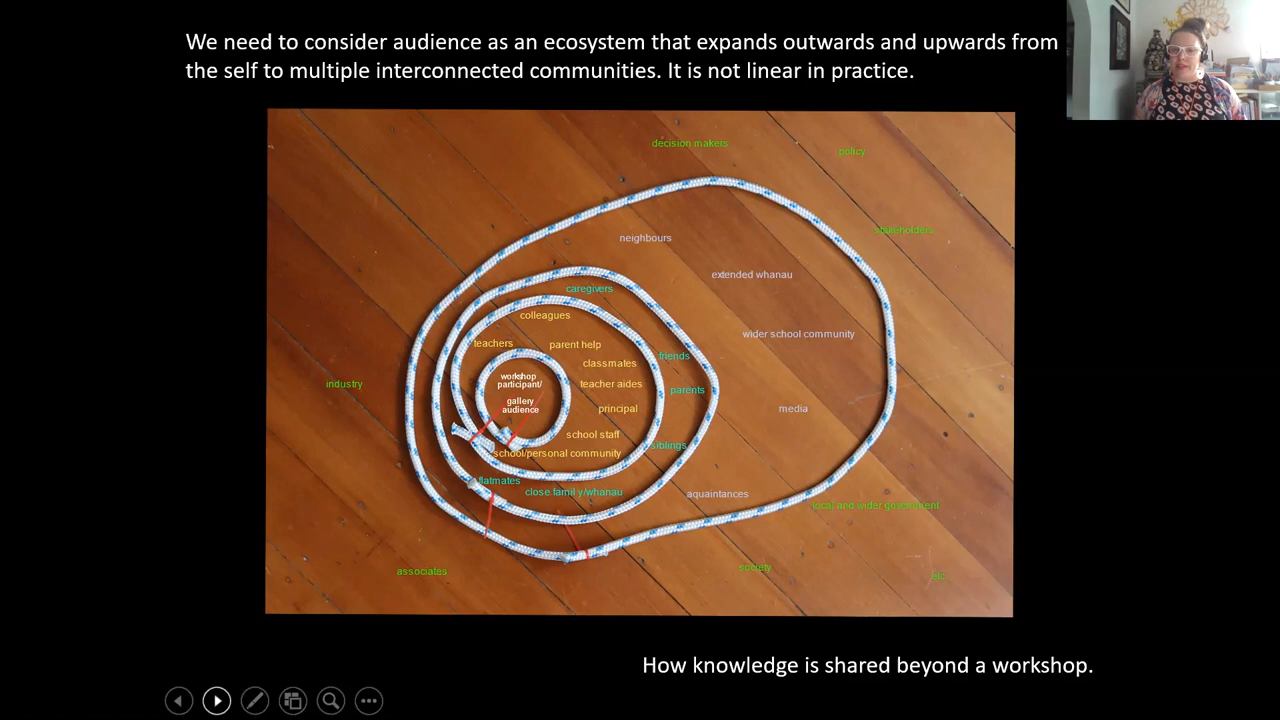 We need to consider audience as an ecosystem that expands outwards and upwards from
the self to multiple interconnected communities. It is not linear in practice.
decision makers
policy
stakeholders
neighbours
extended whanau
caregivers
colleagues
wider school community
teachers
parent help
friends
classmates
workshop
participant/
teacher aides
industry
parents
gallery
audience
principal
media
school staff
siblings
school/personal community
flatmates
close famil y/whanau
aquaintances
local and wider government
associates
society
etc
How knowledge is shared beyond a workshop.